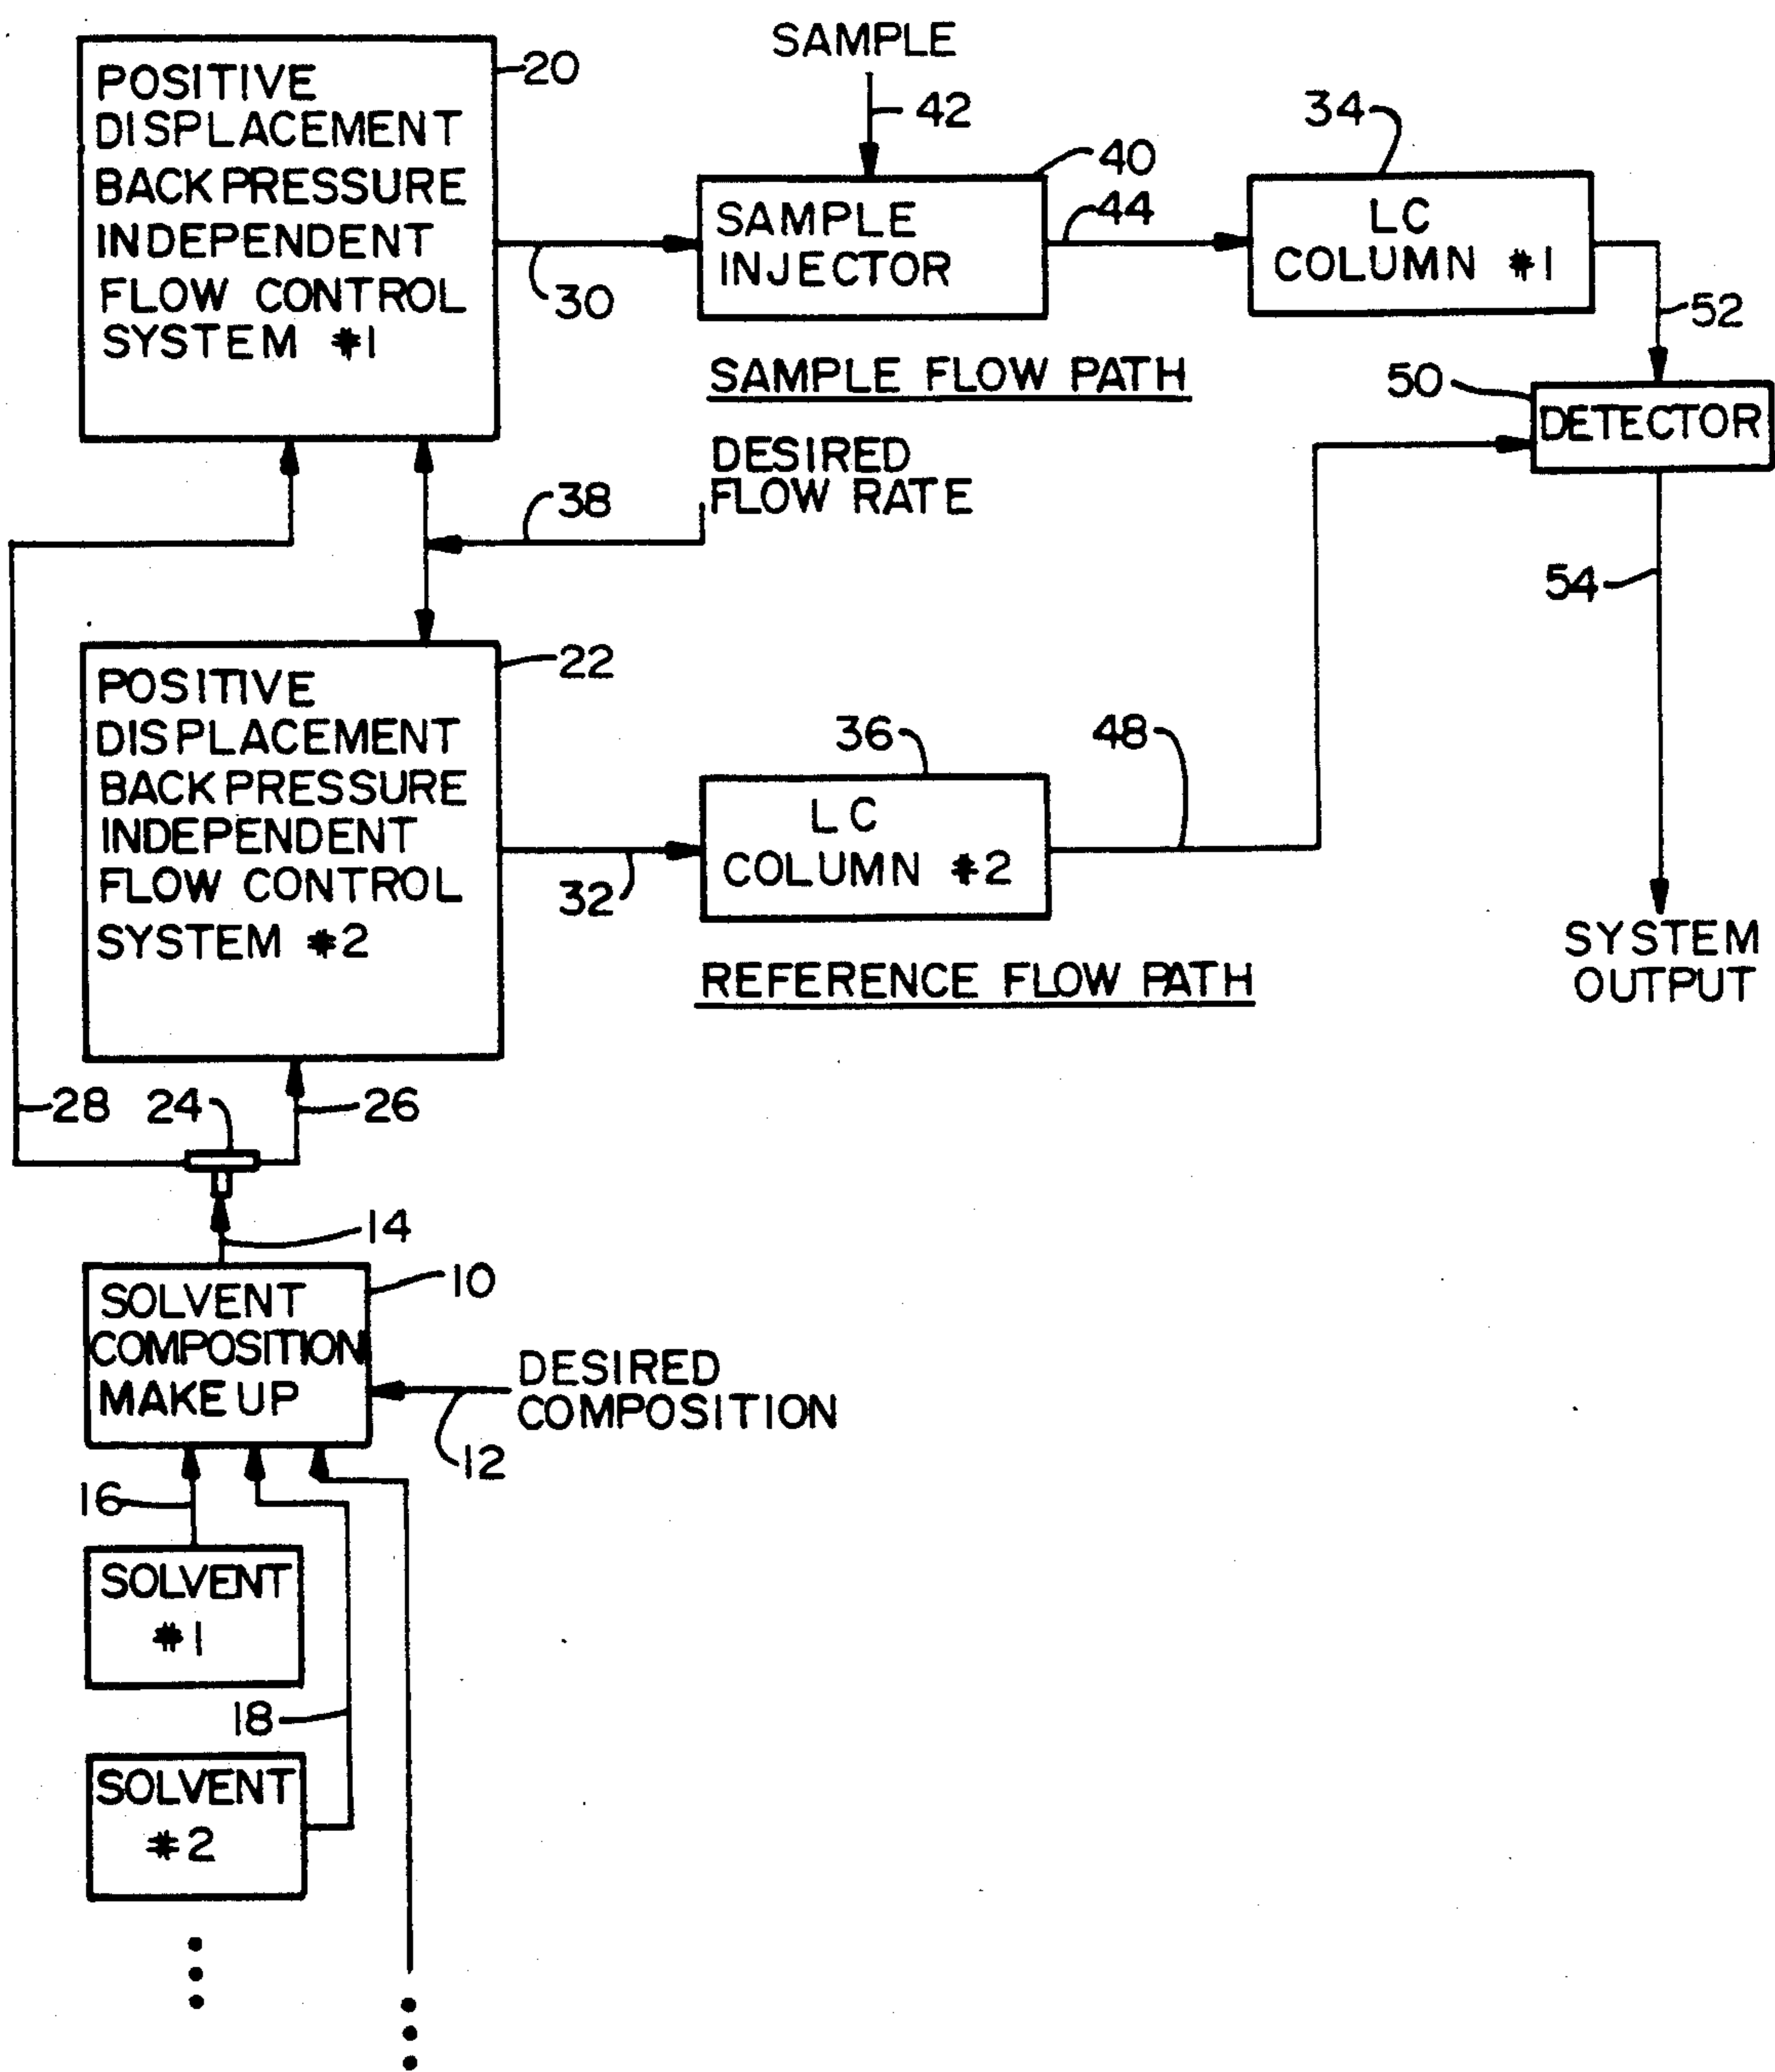 POSITIVE
DISPLACEMENT
BACK PRESSURE
INDEPENDENT
FLOW CONTROL
SYSTEM #1
20
SAMPLE
42
40
SAMPLE
INJECTOR
44
34
LC
COLUMN #1
30
52
SAMPLE FLOW PATH
50
DETECTOR
DESIRED
FLOW RATE
38
54
22
POSITIVE
DISPLACEMENT
BACK PRESSURE
INDEPENDENT
FLOW CONTROL
SYSTEM #2
36
48
LC
COLUMN #2
32
SYSTEM
OUTPUT
REFERENCE FLOW PATH
28
24
26
14
10
SOLVENT
COMPOSITION
MAKE UP
DESIRED
COMPOSITION
12
16
SOLVENT
#1
18
SOLVENT
#2